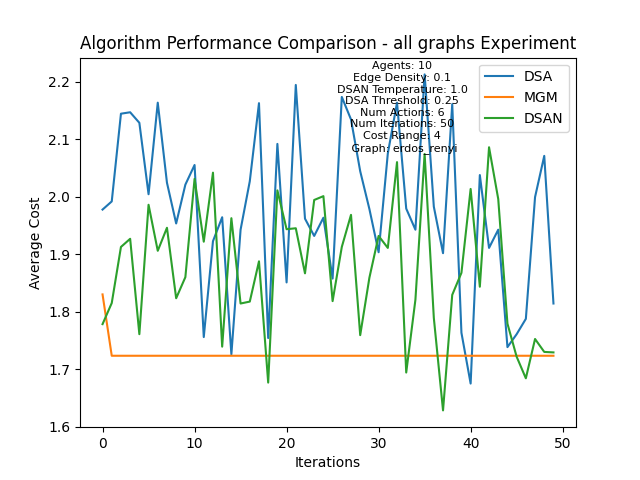 Algorithm Performance Comparison - all graphs Experiment
Agents: 10
Edge Density: 0.1
DSAN Temperature: 1.0
DSA Threshold: 0.25
Num Actions: 6
Num Iterations: 50
Cost Range: 4
Graph: erdos_renyi
DSA
MGM
DSAN
Average Cost
2.2
2.1
2.0
1.9
1.8
1.7
1.6
0 10 20 30 40 50
Iterations